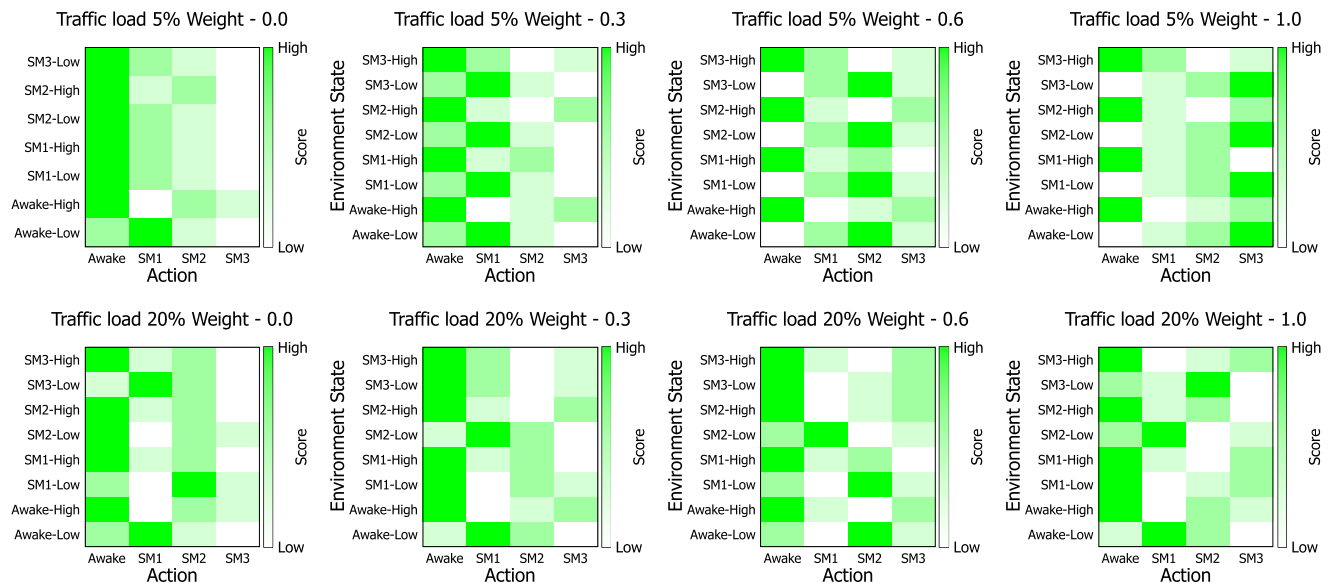 Traffic load 5% Weight - 0.0
SM3-Low
SM2-High
SM2-Low
SM1-High
SM1-Low
Awake-High
Awake-Low
Awake SM1 SM2 SM3
Action
High
Score
Low
Traffic load 5% Weight - 0.3
Environment State
SM3-High
SM3-Low
SM2-High
SM2-Low
SM1-High
SM1-Low
Awake-High
Awake-Low
Awake SM1 SM2 SM3
Action
High
Score
Low
Traffic load 5% Weight - 0.6
Environment State
SM3-High
SM3-Low
SM2-High
SM2-Low
SM1-High
SM1-Low
Awake-High
Awake-Low
Awake SM1 SM2 SM3
Action
High
Score
Low
Traffic load 5% Weight - 1.0
Environment State
SM3-High
SM3-Low
SM2-High
SM2-Low
SM1-High
SM1-Low
Awake-High
Awake-Low
Awake SM1 SM2 SM3
Action
High
Score
Low
Traffic load 20% Weight - 0.0
SM3-High
SM3-Low
SM2-High
SM2-Low
SM1-High
SM1-Low
Awake-High
Awake-Low
Awake SM1 SM2 SM3
Action
High
Score
Low
Traffic load 20% Weight - 0.3
Environment State
SM3-High
SM3-Low
SM2-High
SM2-Low
SM1-High
SM1-Low
Awake-High
Awake-Low
Awake SM1 SM2 SM3
Action
High
Score
Low
Traffic load 20% Weight - 0.6
Environment State
SM3-High
SM3-Low
SM2-High
SM2-Low
SM1-High
SM1-Low
Awake-High
Awake-Low
Awake SM1 SM2 SM3
Action
High
Score
Low
Traffic load 20% Weight - 1.0
Environment State
SM3-High
SM3-Low
SM2-High
SM2-Low
SM1-High
SM1-Low
Awake-High
Awake-Low
Awake SM1 SM2 SM3
Action
High
Score
Low